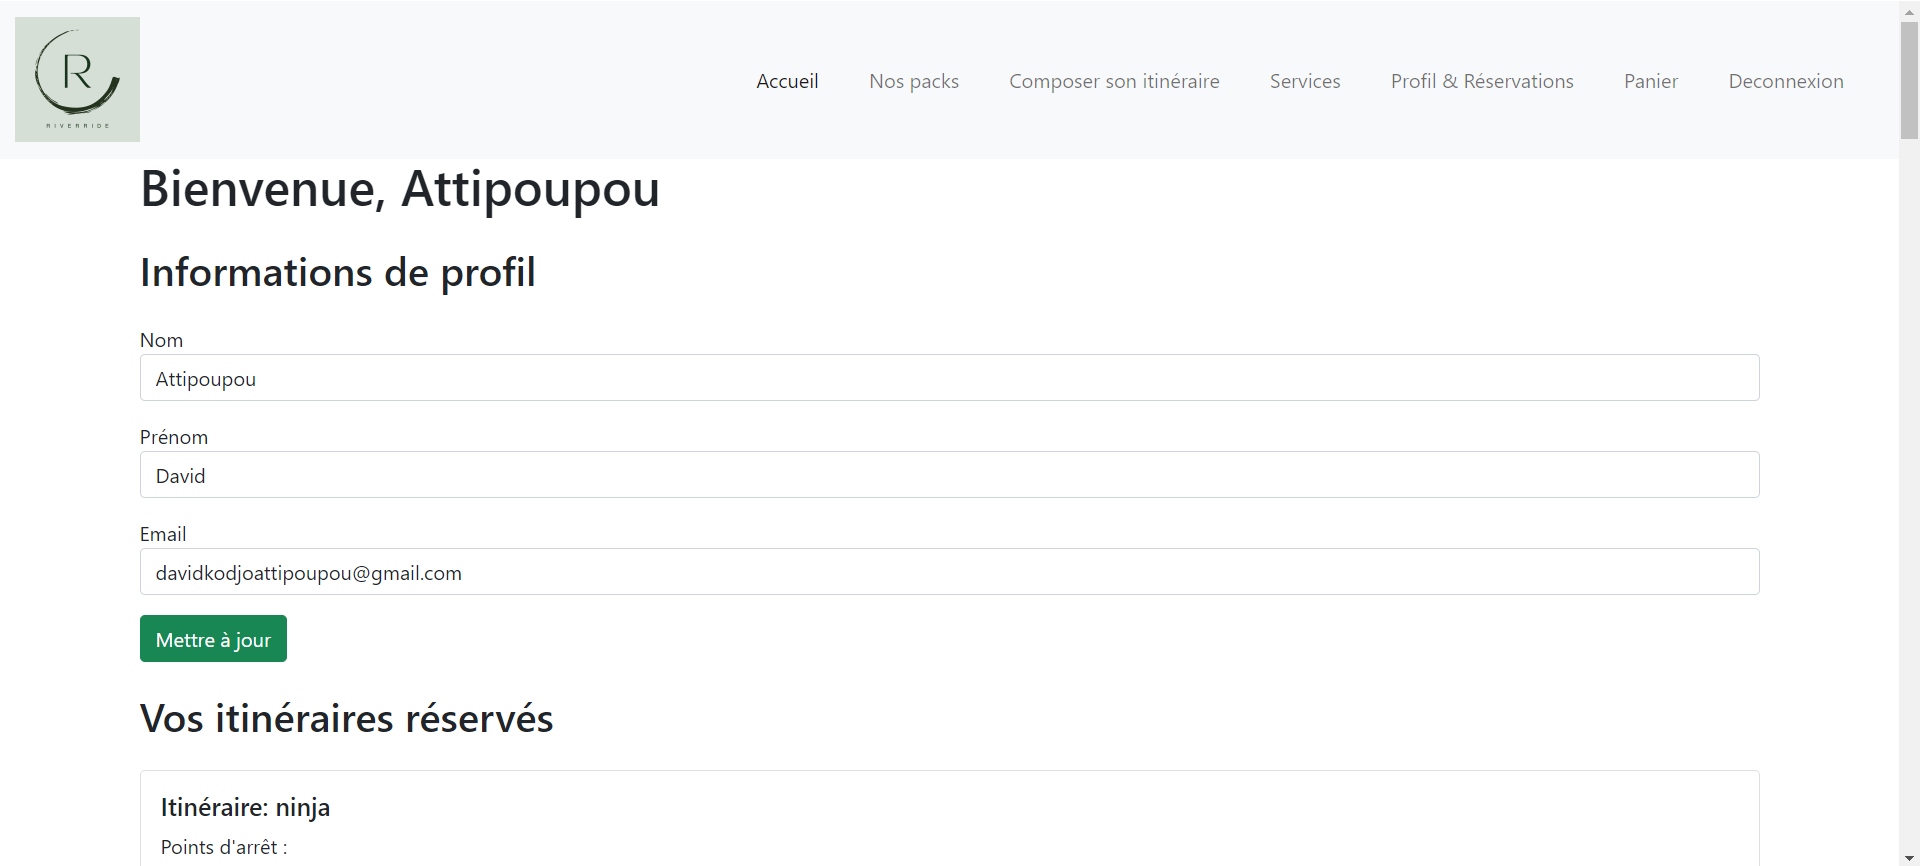 R
RIVERRIDE
Accueil Nos packs Composer son itinéraire Services Profil & Réservations Panier Deconnexion
Bienvenue, Attipoupou
Informations de profil
Nom
Attipoupou
Prénom
David
Email
davidkodjoattipoupou@gmail.com
Mettre à jour
Vos itinéraires réservés
Itinéraire: ninja
Points d'arrêt :